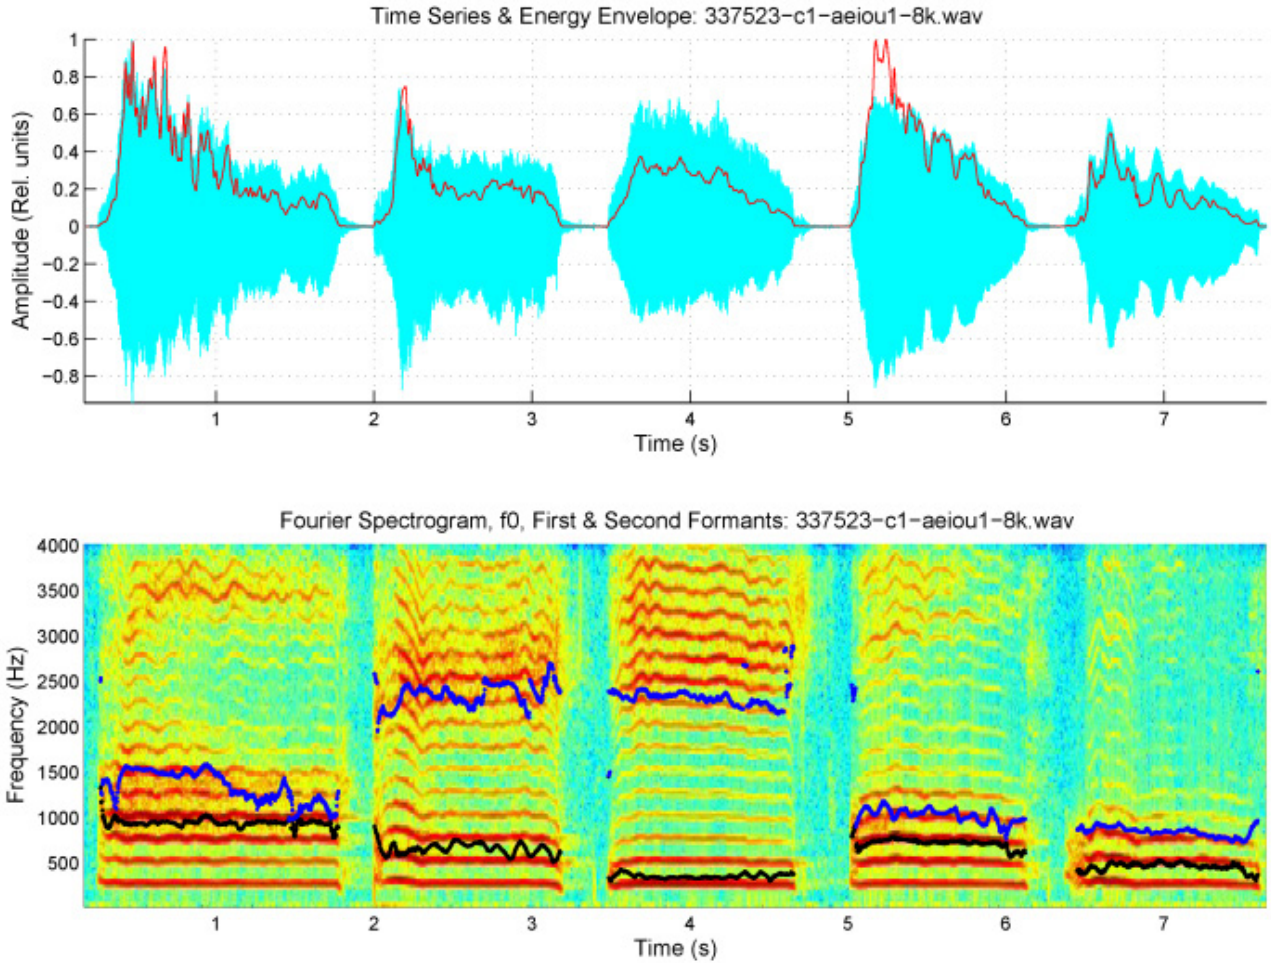 Time Series & Energy Envelope: 337523-c1-aeiou1-8k.wav
1
0.8
0.6
0.4
0.2
0
−0.2
−0.4
−0.6
−0.8
Amplitude (Rel. units)
1 2 3 4 5 6 7
Time (s)
Fourier Spectrogram, f0, First & Second Formants: 337523-c1-aeiou1-8k.wav
4000
3500
3000
2500
2000
1500
1000
500
Frequency (Hz)
1 2 3 4 5 6 7
Time (s)